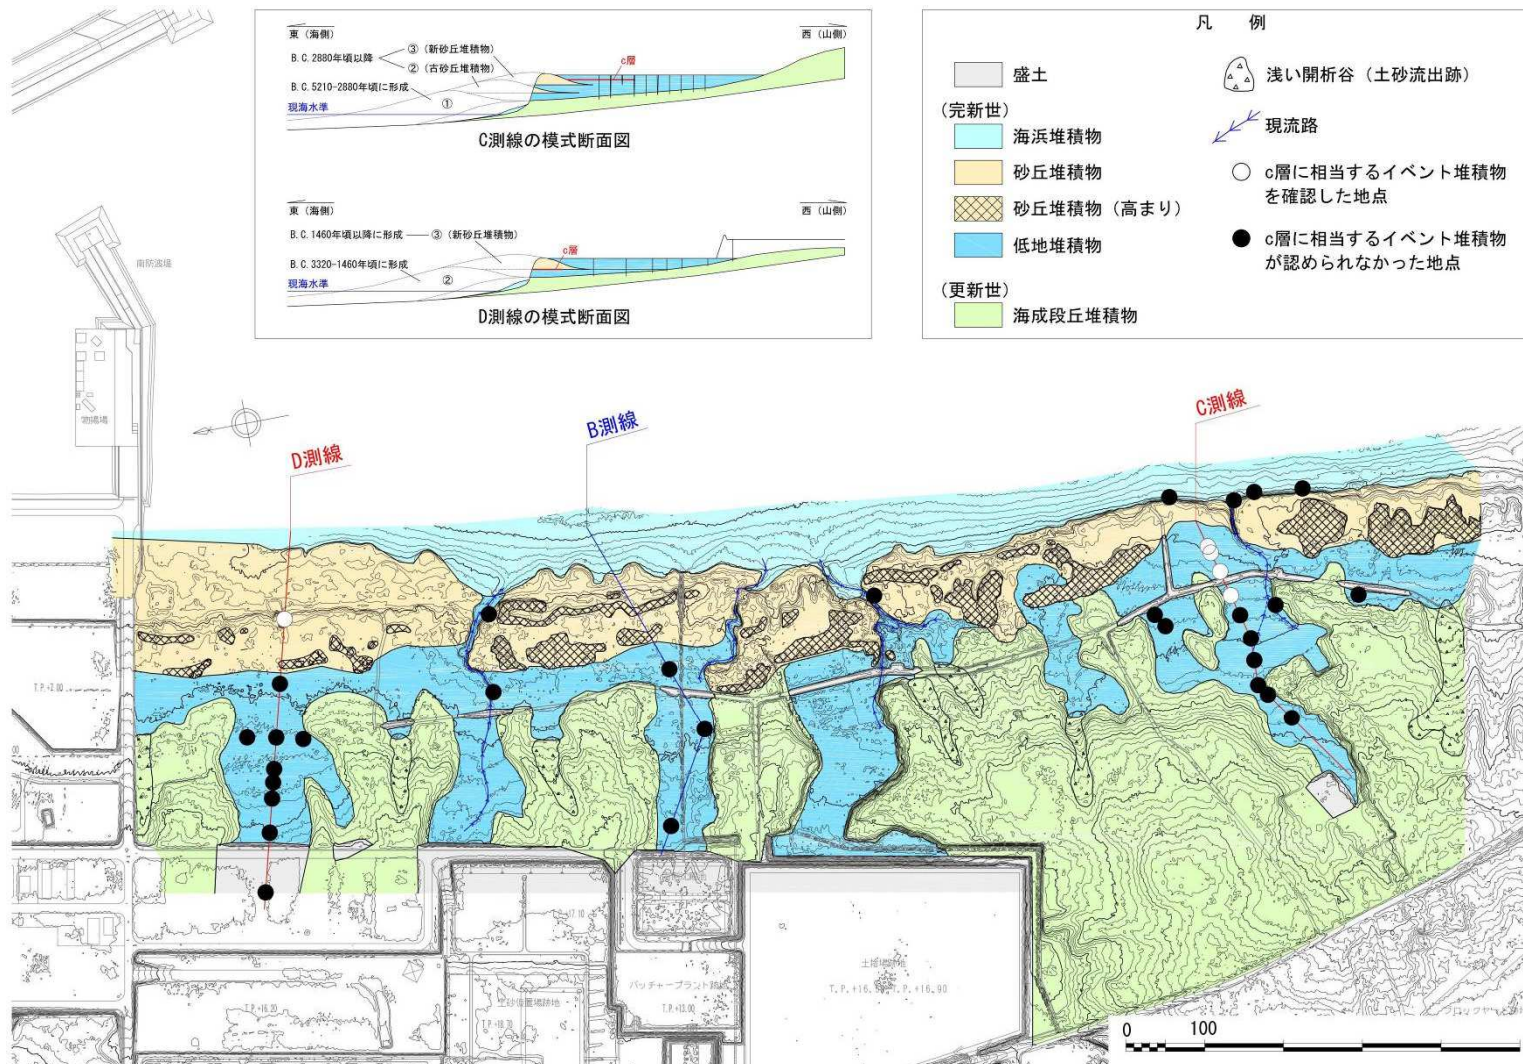 東（海側）
西（山側）
B.C.2880年頃以降
③（新砂丘堆積物）
②（古砂丘堆積物）
B.C.5210-2880年頃に形成
①
c層
現海水準
C測線の模式断面図
東（海側）
西（山側）
B.C.1460年頃以降に形成
③（新砂丘堆積物）
B.C.3320-1460年頃に形成
②
c層
現海水準
D測線の模式断面図
凡　例
盛土
(完新世)
海浜堆積物
砂丘堆積物
砂丘堆積物（高まり）
低地堆積物
(更新世)
海成段丘堆積物
浅い開析谷（土砂流出跡）
現流路
c層に相当するイベント堆積物
を確認した地点
c層に相当するイベント堆積物
が認められなかった地点
南防波堤
物揚場
D測線
B測線
C測線
T.P.+2.00
T.P.+16.20
T.P.+18.70
T.P.+13.00
T.P.+16.90
0 100